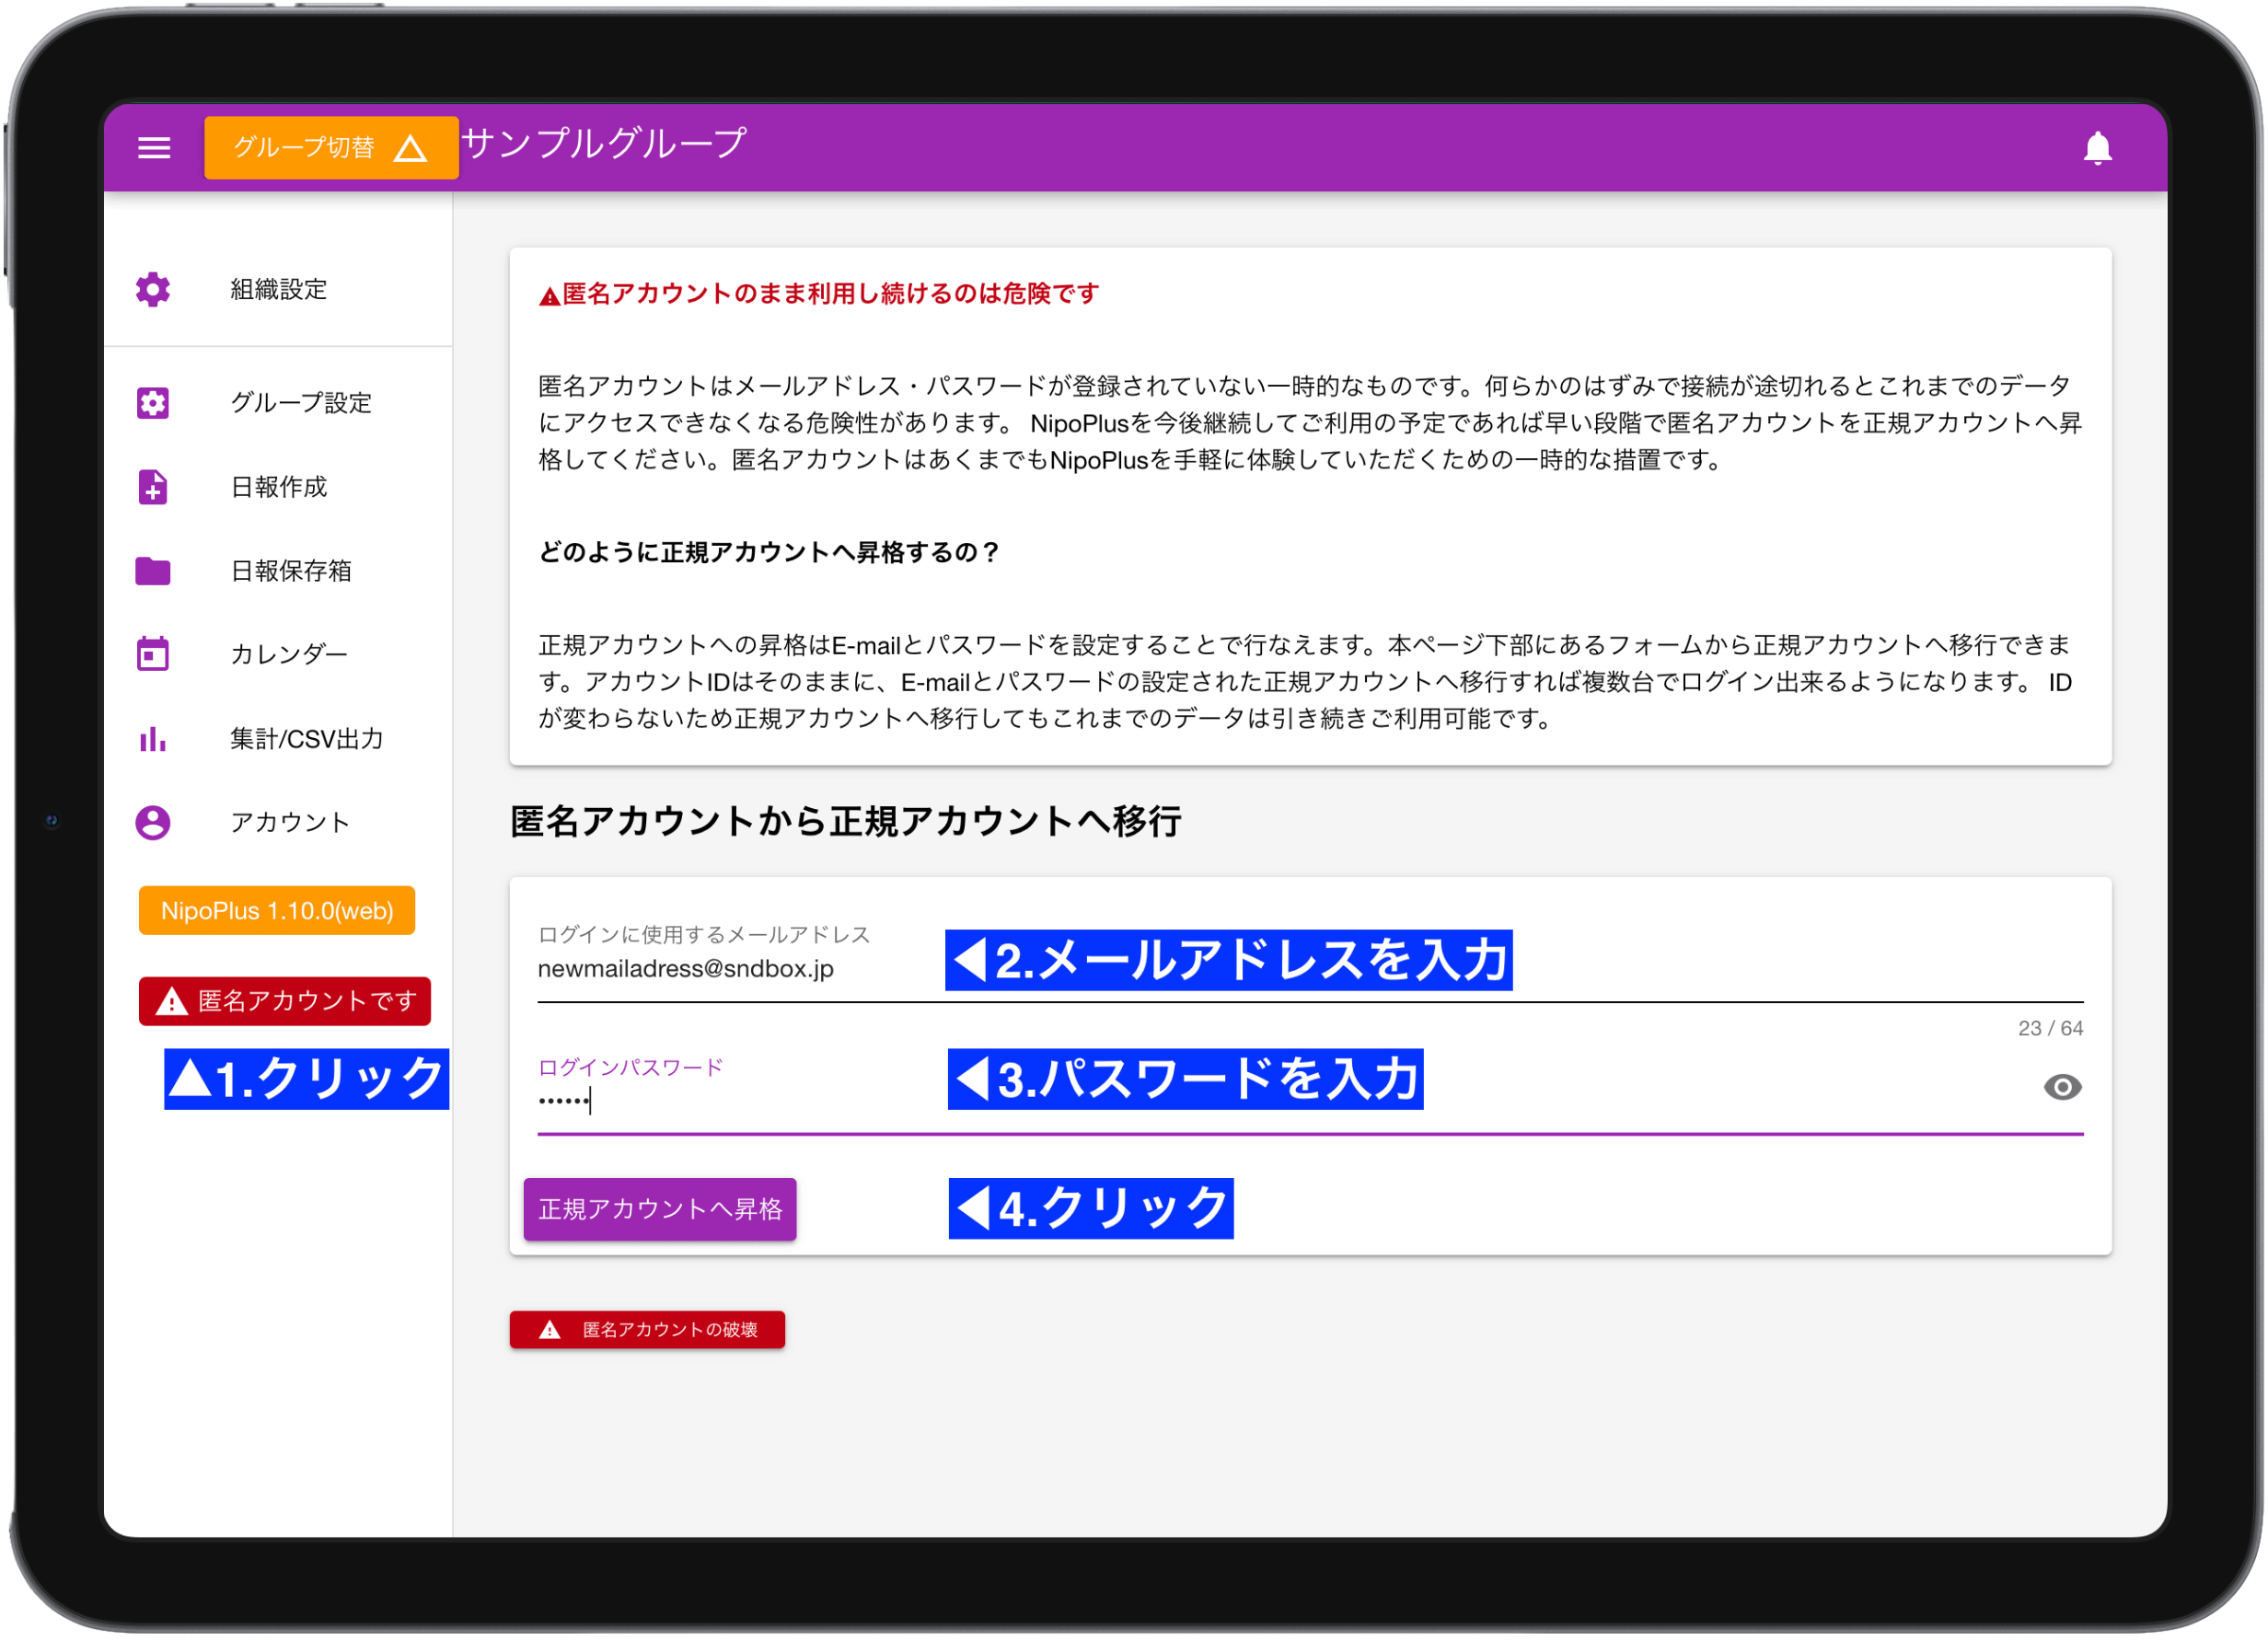 グループ切替 サンプルグループ
組織設定
グループ設定
日報作成
日報保存箱
カレンダー
集計/CSV出力
アカウント
NipoPlus 1.10.0(web)
匿名アカウントです
▲1.クリック
匿名アカウントのまま利用し続けるのは危険です
匿名アカウントはメールアドレス・パスワードが登録されていない一時的なものです。何らかのはずみで接続が途切れるとこれまでのデータ
にアクセスできなくなる危険性があります。 NipoPlusを今後継続してご利用の予定であれば早い段階で匿名アカウントを正規アカウントへ昇
格してください。匿名アカウントはあくまでもNipoPlusを手軽に体験していただくための一時的な措置です。
どのように正規アカウントへ昇格するの？
正規アカウントへの昇格はE-mailとパスワードを設定することで行なえます。本ページ下部にあるフォームから正規アカウントへ移行できま
す。アカウントIDはそのままに、E-mailとパスワードの設定された正規アカウントへ移行すれば複数台でログイン出来るようになります。 ID
が変わらないため正規アカウントへ移行してもこれまでのデータは引き続きご利用可能です。
匿名アカウントから正規アカウントへ移行
ログインに使用するメールアドレス
newmailadress@sndbox.jp
◀2.メールアドレスを入力
23 / 64
ログインパスワード
••••••
◀3.パスワードを入力
正規アカウントへ昇格
◀4.クリック
匿名アカウントの破壊